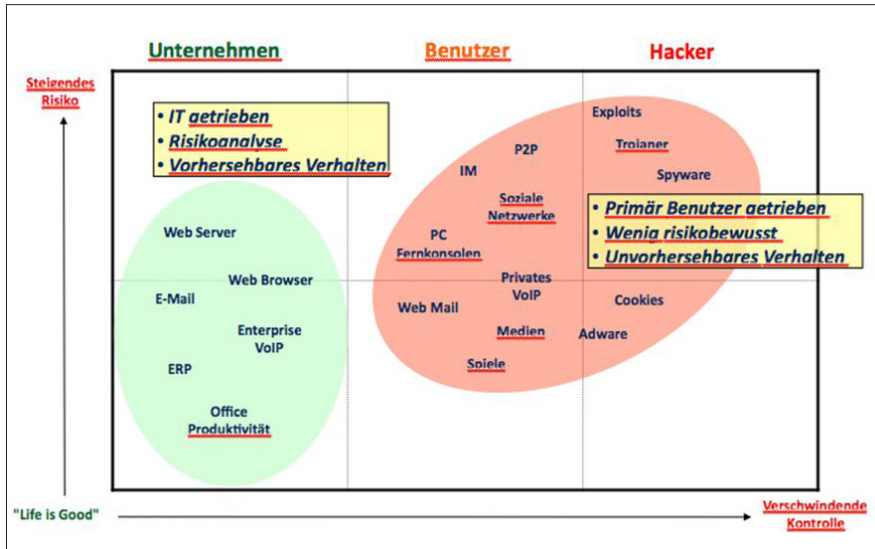 Unternehmen
Benutzer
Hacker
Steigendes
Risiko
• IT getrieben
• Risikoanalyse
• Vorhersehbares Verhalten
Exploits
P2P
Troianer
IM
Spyware
Soziale
Netzwerke
• Primär Benutzer getrieben
• Wenig risikobewusst
• Unvorhersehbares Verhalten
Web Server
PC
Fernkonsolen
Web Browser
Privates
VoIP
E-Mail
Web Mail
Cookies
Enterprise
VoIP
Medien
Adware
ERP
Spiele
Office
Produktivität
"Life is Good"
Verschwindende
Kontrolle